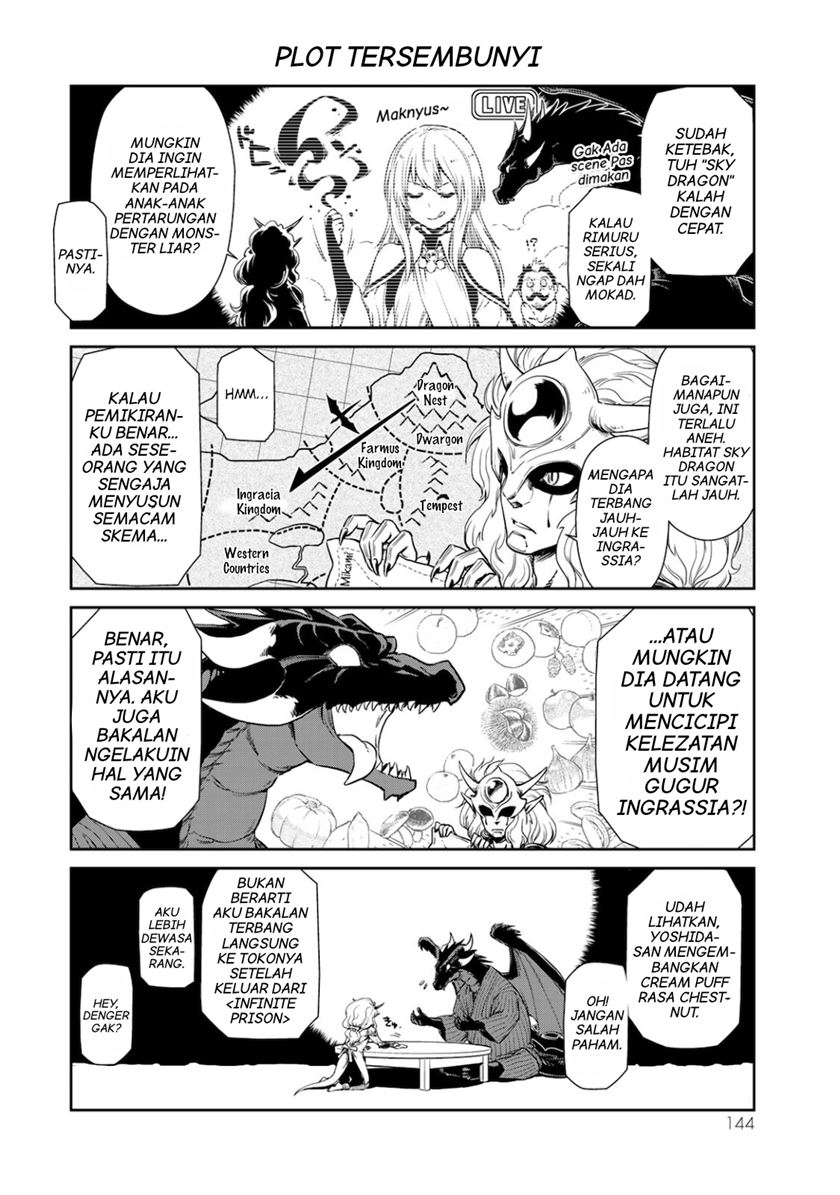 PLOT TERSEMBUNYI
SUDAH
KETEBAK,
TUH "SKY
DRAGON"
KALAH
DENGAN
CEPAT.
KALAU
RIMURU
SERIUS,
SEKALI
NGAP DAH
MOKAD.
LIVE
Gak Ada
scene Pas
dimakan
Maknyus~
!?
MUNGKIN
DIA INGIN
MEMPERLIHAT-
KAN PADA
ANAK-ANAK
PERTARUNGAN
DENGAN MONS-
TER LIAR?
PASTI-
NYA.
BAGAI-
MANAPUN
JUGA, INI
TERLALU
ANEH.
HABITAT SKY
DRAGON
ITU SANGAT-
LAH JAUH.
MENGAPA
DIA
TERBANG
JAUH-
JAUH KE
INGRA-
SSIA?
Dragon
Nest
Dwargon
Farmus
Kingdom
Tempest
Ingracia
Kingdom
Western
Countries
Mikami
HMM...
KALAU
PEMIKIRAN-
KU BENAR...
ADA SESE-
ORANG YANG
SENGAJA
MENYUSUN
SEMACAM
SKEMA...
...ATAU
MUNGKIN
DIA DATANG
UNTUK
MENCICIPI
KELEZATAN
MUSIM
GUGUR
INGRASSIA?!
BENAR,
PASTI ITU
ALASAN-
NYA. AKU
JUGA
BAKALAN
NGELAKUIN
HAL YANG
SAMA!
UDAH
LIHATKAN,
YOSHIDA-
SAN MENGEM-
BANGKAN
CREAM PUFF
RASA CHEST-
NUT.
OH!
JANGAN
SALAH
PAHAM.
BUKAN
BERARTI
AKU BAKALAN
TERBANG
LANGSUNG
KE TOKONYA
SETELAH
KELUAR DARI
<INFINITE
PRISON>
AKU
LEBIH
DEWASA
SEKA-
RANG.
HEY,
DENGER
GAK?
144